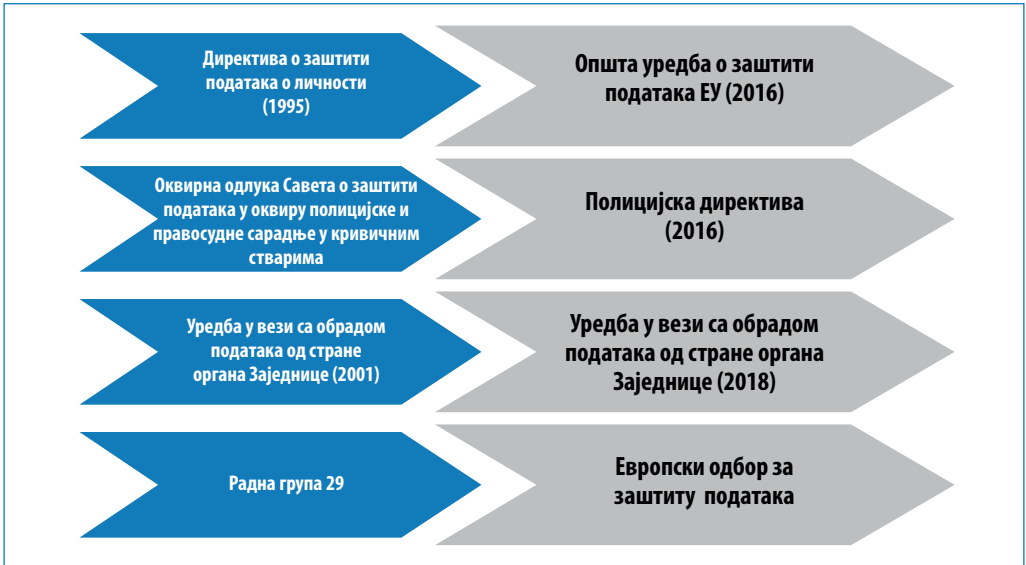 Директива о заштити
података о личности
(1995)
Општа уредба о заштити
података ЕУ (2016)
Оквирна одлука Савета о заштити
података у оквиру полицијске и
правосудне сарадње у кривичним
стварима
Полицијска директива
(2016)
Уредба у вези са обрадом
података од стране
органа Заједнице (2001)
Уредба у вези са обрадом
података од стране органа
Заједнице (2018)
Радна група 29
Европски одбор за
заштиту података